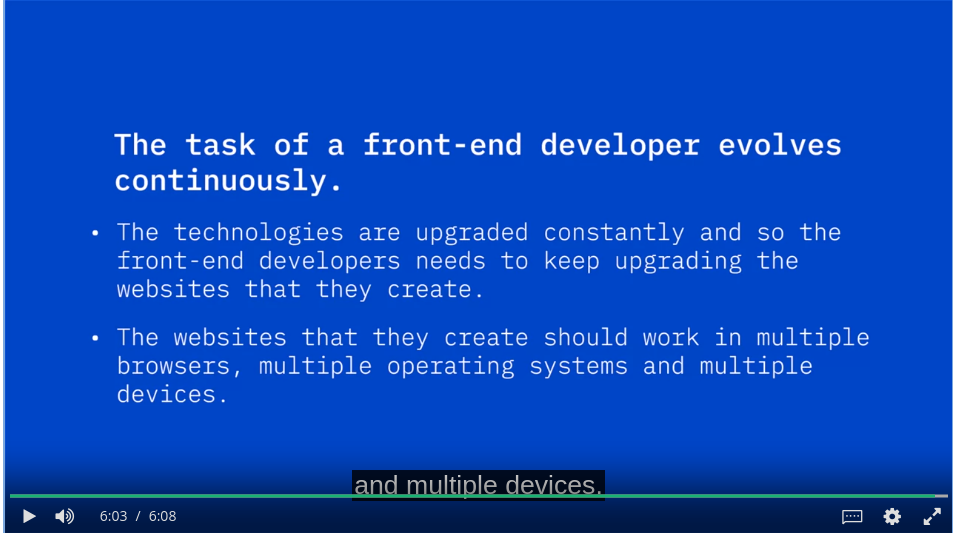 The task of a front-end developer evolves
continuously.
• The technologies are upgraded constantly and so the
front-end developers needs to keep upgrading the
websites that they create.
• The websites that they create should work in multiple
browsers, multiple operating systems and multiple
devices.
and multiple devices.
6:03 / 6:08